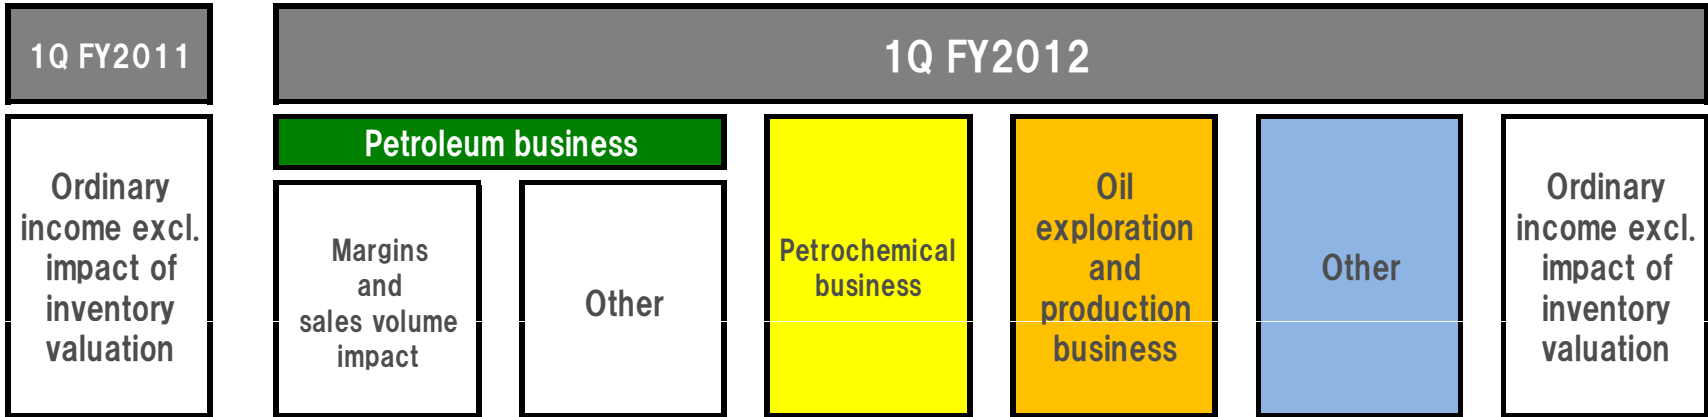 1Q FY2011
1Q FY2012
Ordinary
income excl.
impact of
inventory
valuation
Petroleum business
Margins
and
sales volume
impact
Other
Petrochemical
business
Oil
exploration
and
production
business
Other
Ordinary
income excl.
impact of
inventory
valuation